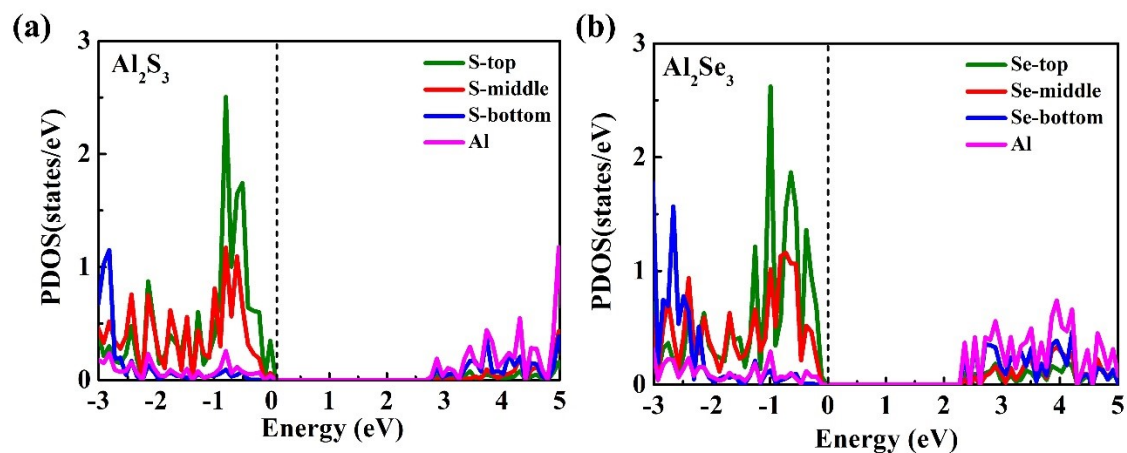 (a)
Al₂S₃
S-top
S-middle
S-bottom
Al
PDOS(states/eV)
3
2
1
0
-3 -2 -1 0 1 2 3 4 5
Energy (eV)
(b)
Al₂Se₃
Se-top
Se-middle
Se-bottom
Al
PDOS(states/eV)
3
2
1
0
-3 -2 -1 0 1 2 3 4 5
Energy (eV)